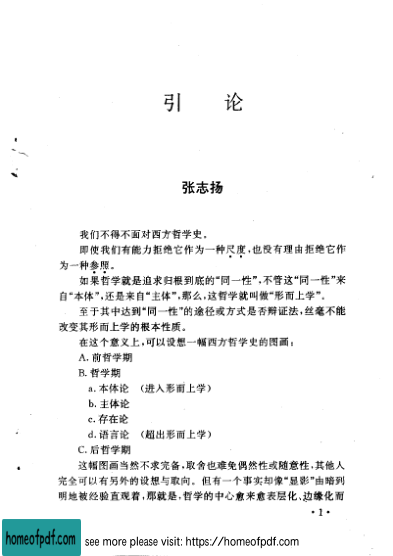 引 论
张志扬
我们不得不面对西方哲学史。
即使我们有能力拒绝它作为一种尺度，也没有理由拒绝它作
为一种参照。
如果哲学就是追求归根到底的“同一性”，不管这“同一性”来
自“本体”，还是来自“主体”，那么，这哲学就叫做“形而上学”。
至于其中达到“同一性”的途径或方式是否辩证法，丝毫不能
改变其形而上学的根本性质。
在这个意义上，可以设想一幅西方哲学史的图画：
A. 前哲学期
B. 哲学期
a. 本体论 （进入形而上学）
b. 主体论
c. 存在论
d. 语言论 （超出形而上学）
C. 后哲学期
这幅图画当然不求完备，取舍也难免偶然性或随意性，其他人
完全可以有另外的设想与取向。但有一个事实却像“显影”由暗到
明地被经验直观着，那就是，哲学的中心愈来愈表层化、边缘化而
·1·
homeofpdf.com
see more please visit: https://homeofpdf.com